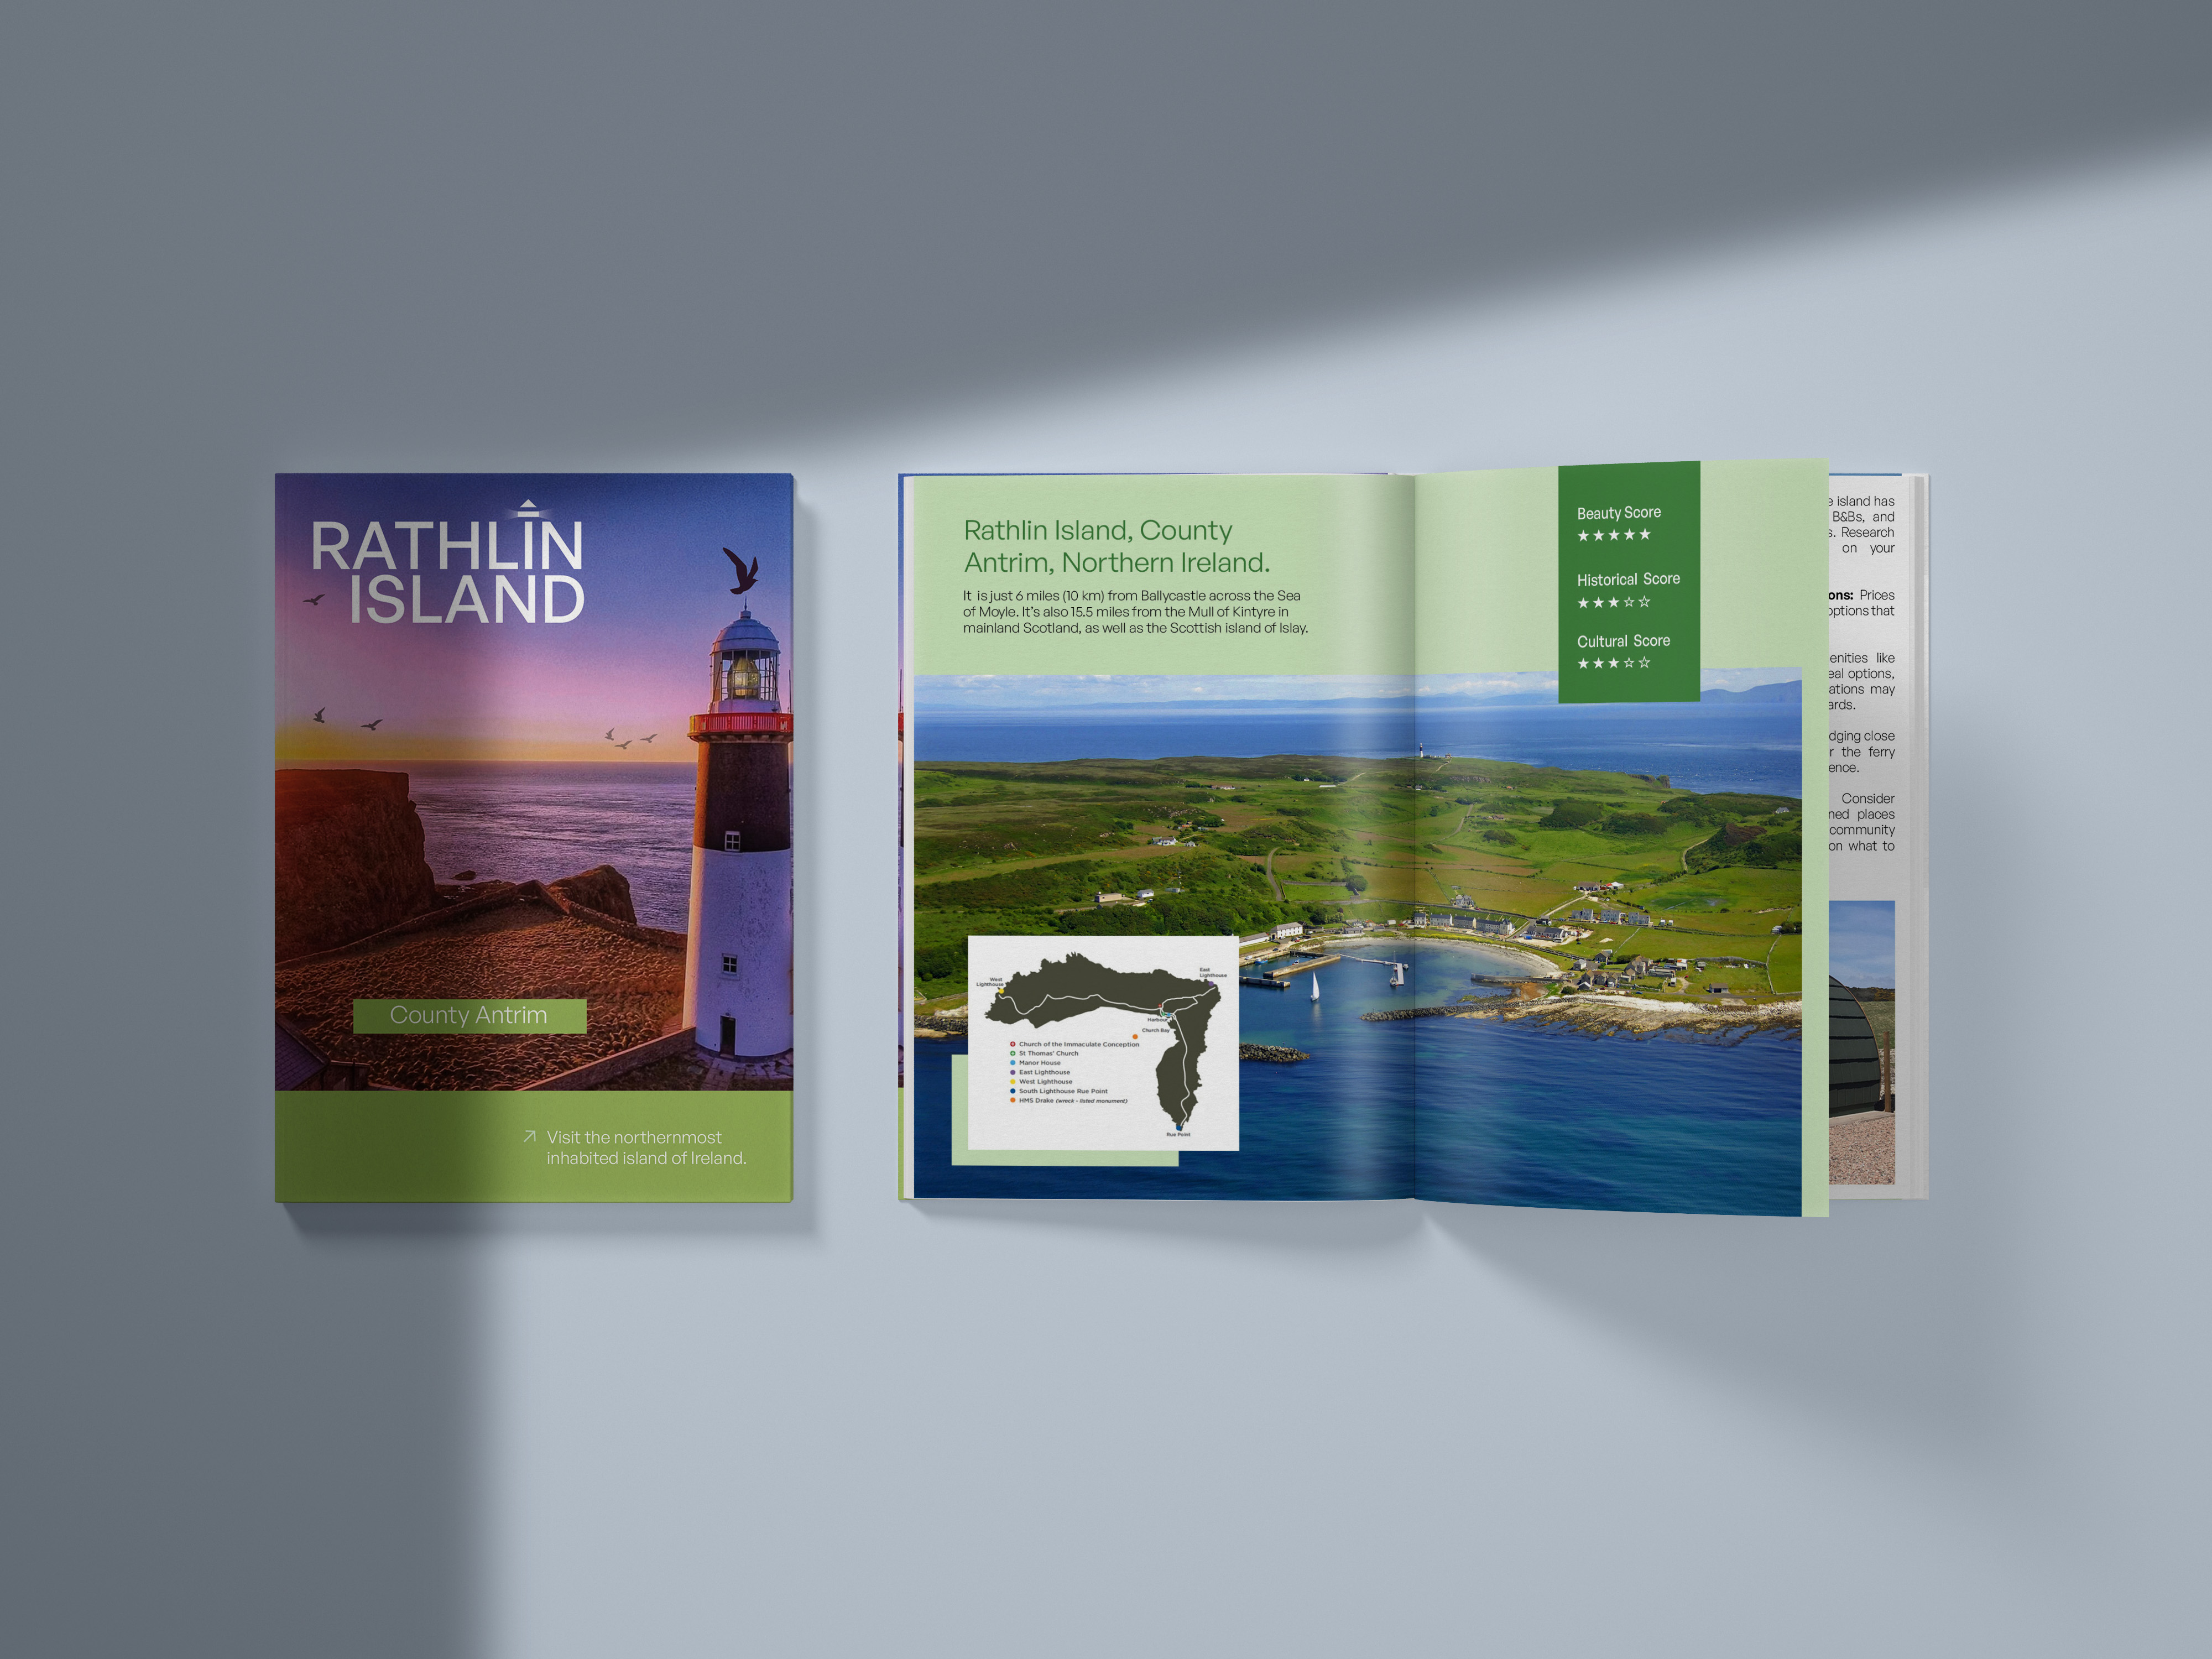 RATHLIN
ISLAND
County Antrim
Visit the northernmost
inhabited island of Ireland.
Rathlin Island, County
Antrim, Northern Ireland.
It is just 6 miles (10 km) from Ballycastle across the Sea
of Moyle. It's also 15.5 miles from the Mull of Kintyre in
mainland Scotland, as well as the Scottish island of Islay.
West
Lighthouse
East
Lighthouse
Harbour
Church Bay
Church of the Immaculate Conception
St Thomas' Church
Manor House
East Lighthouse
West Lighthouse
South Lighthouse Rue Point
HMS Drake (wreck - listed monument)
Rue Point
Beauty Score
★★★★★
Historical Score
★★★☆☆
Cultural Score
★★★☆☆
island has
B&Bs, and
Research
on your
Prices
options that
like
options,
may
close
the ferry
Consider
places
community
on what to